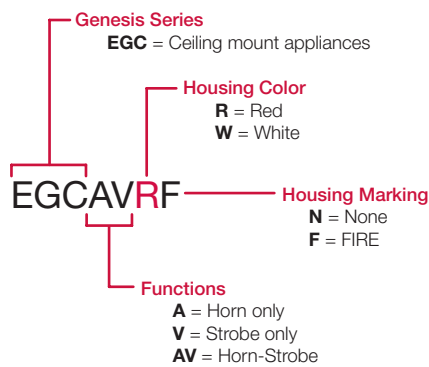 Genesis Series
EGC = Ceiling mount appliances
Housing Color
R = Red
W = White
EGCAVRF
Housing Marking
N = None
F = FIRE
Functions
A = Horn only
V = Strobe only
AV = Horn-Strobe